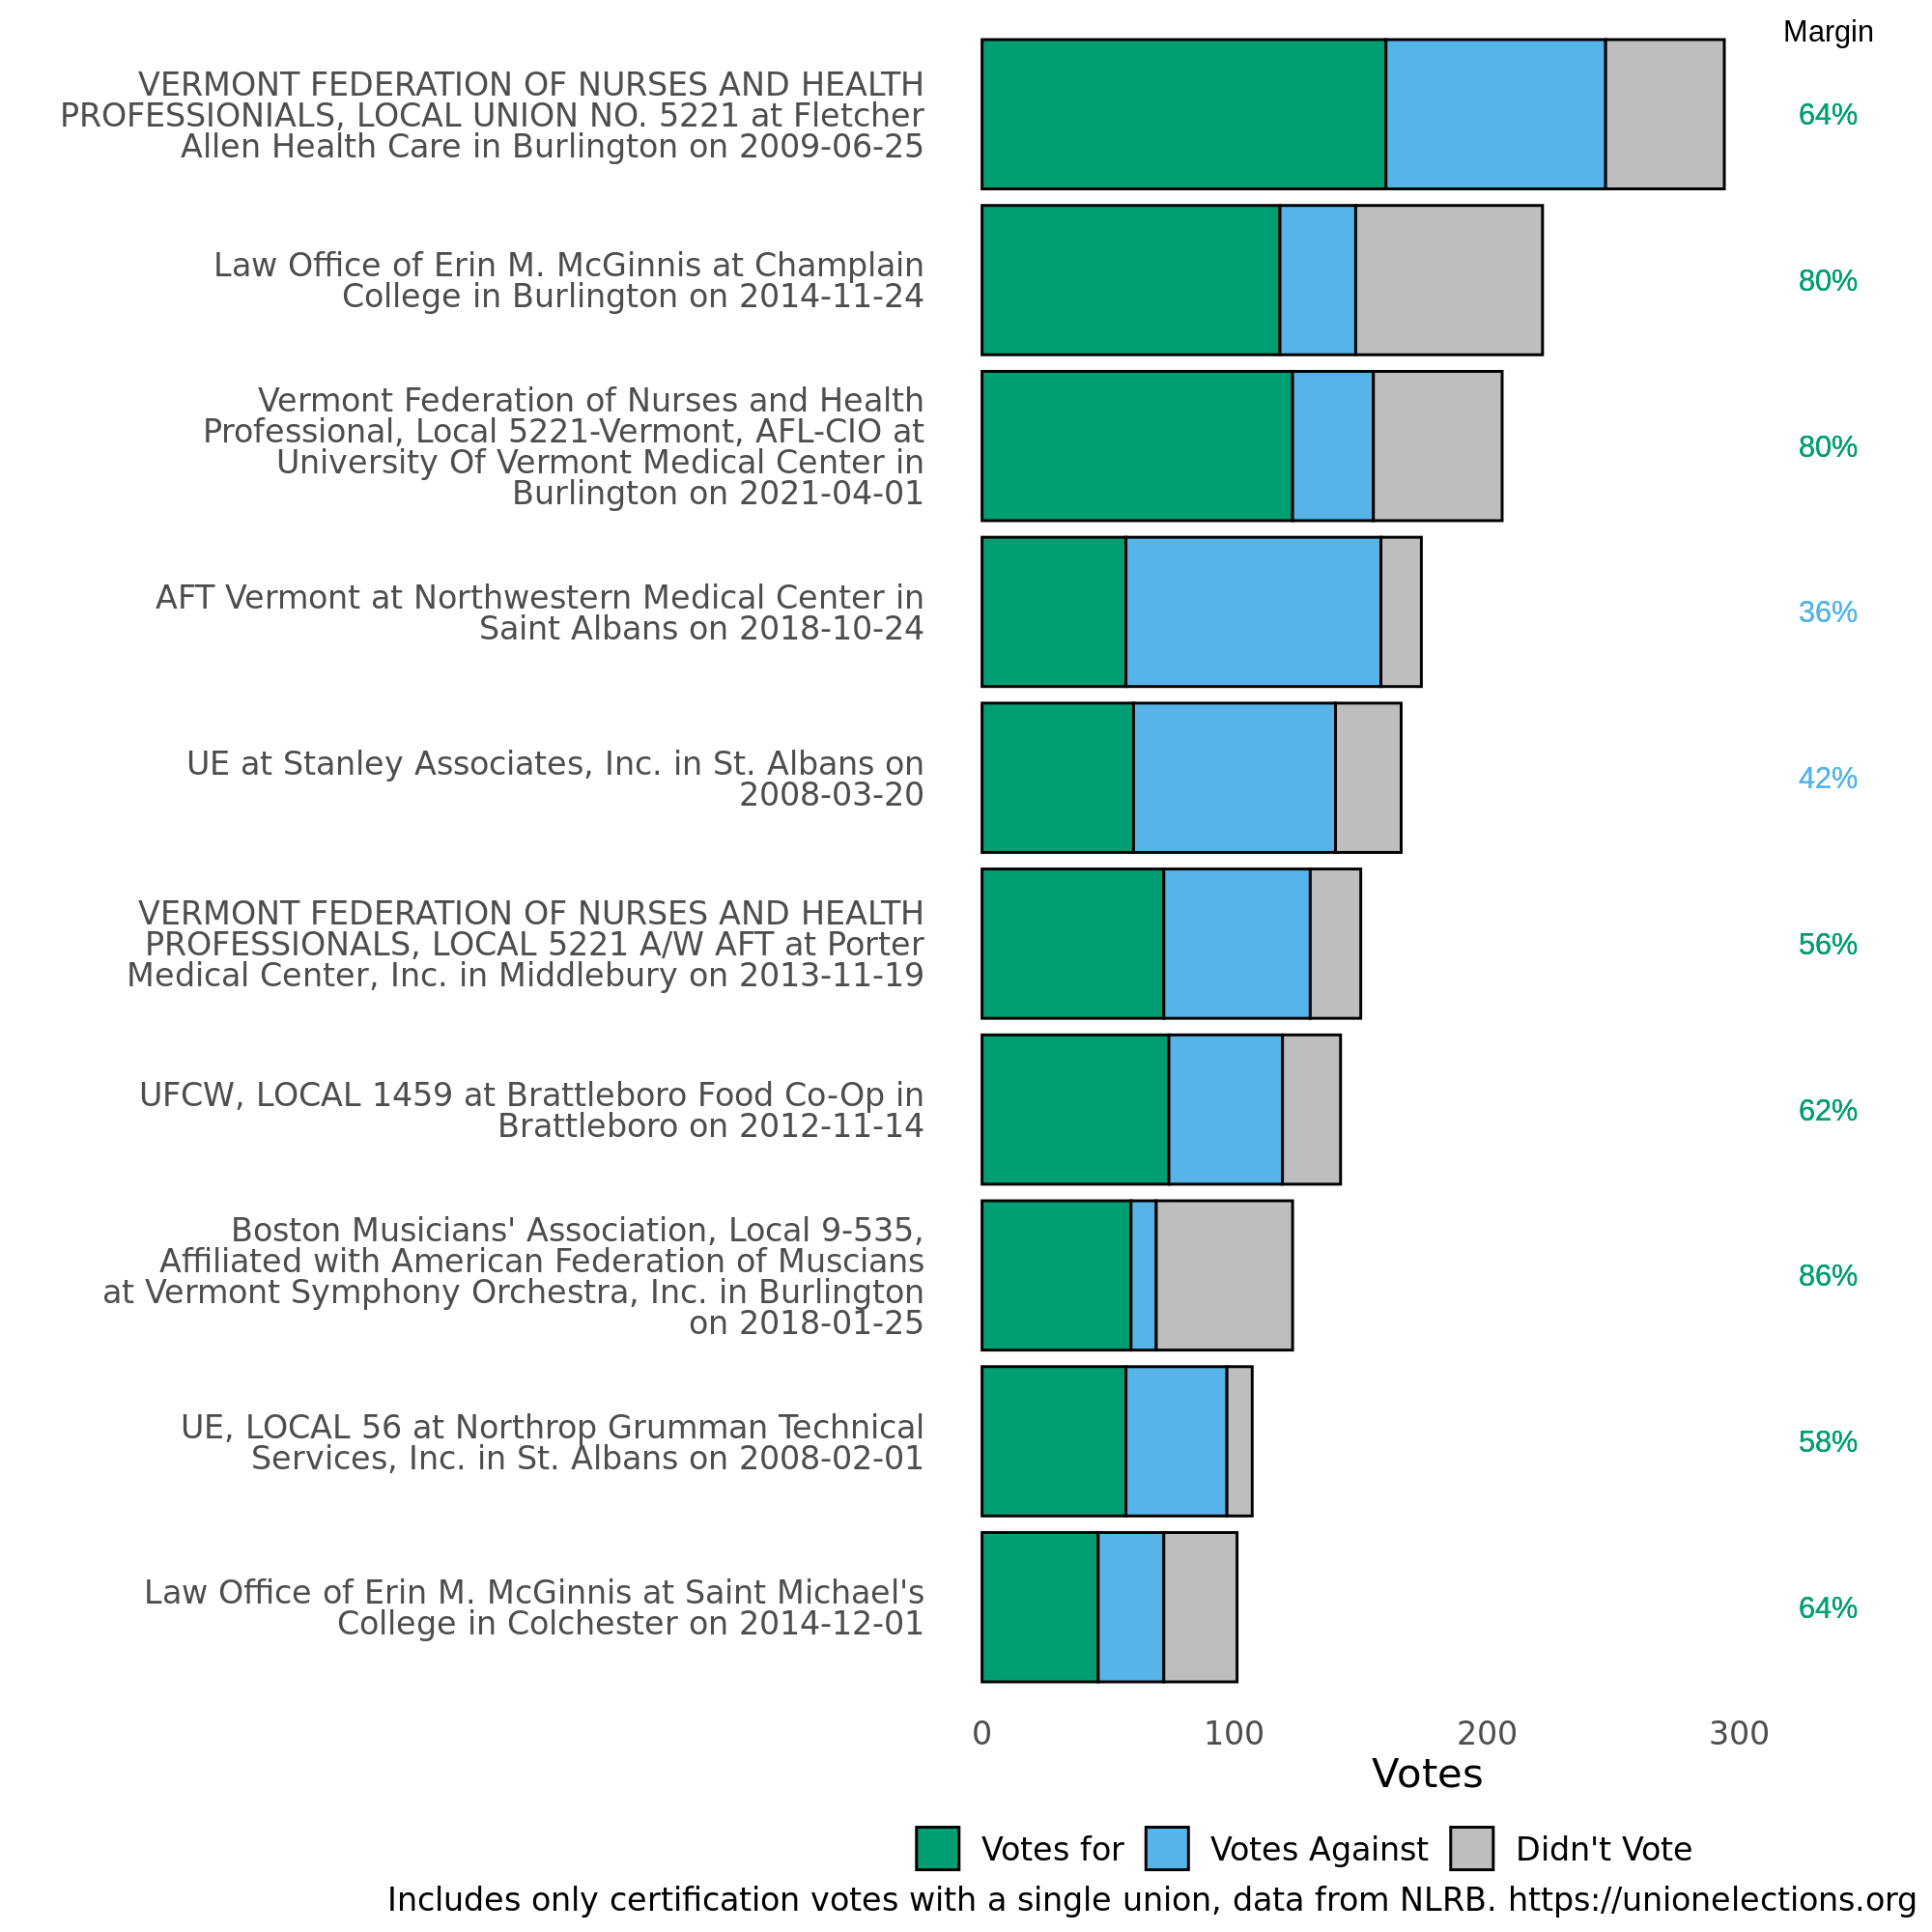 Margin
VERMONT FEDERATION OF NURSES AND HEALTH
PROFESSIONIALS, LOCAL UNION NO. 5221 at Fletcher
Allen Health Care in Burlington on 2009-06-25
64%
Law Office of Erin M. McGinnis at Champlain
College in Burlington on 2014-11-24
80%
Vermont Federation of Nurses and Health
Professional, Local 5221-Vermont, AFL-CIO at
University Of Vermont Medical Center in
Burlington on 2021-04-01
80%
AFT Vermont at Northwestern Medical Center in
Saint Albans on 2018-10-24
36%
UE at Stanley Associates, Inc. in St. Albans on
2008-03-20
42%
VERMONT FEDERATION OF NURSES AND HEALTH
PROFESSIONALS, LOCAL 5221 A/W AFT at Porter
Medical Center, Inc. in Middlebury on 2013-11-19
56%
UFCW, LOCAL 1459 at Brattleboro Food Co-Op in
Brattleboro on 2012-11-14
62%
Boston Musicians' Association, Local 9-535,
Affiliated with American Federation of Muscians
at Vermont Symphony Orchestra, Inc. in Burlington
on 2018-01-25
86%
UE, LOCAL 56 at Northrop Grumman Technical
Services, Inc. in St. Albans on 2008-02-01
58%
Law Office of Erin M. McGinnis at Saint Michael's
College in Colchester on 2014-12-01
64%
0 100 200 300
Votes
Votes for Votes Against Didn't Vote
Includes only certification votes with a single union, data from NLRB. https://unionelections.org